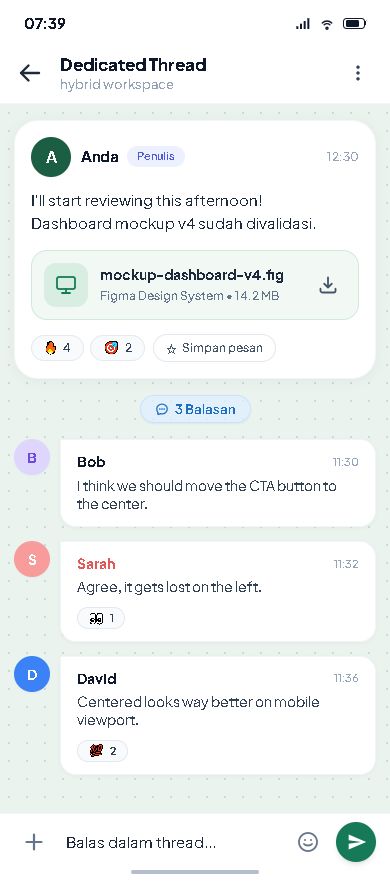 07:39
Dedicated Thread
hybrid workspace
A
Anda
Penulis
12:30
I'll start reviewing this afternoon!
Dashboard mockup v4 sudah divalidasi.
mockup-dashboard-v4.fig
Figma Design System • 14.2 MB
🔥 4
🎯 2
☆ Simpan pesan
3 Balasan
B
Bob
11:30
I think we should move the CTA button to
the center.
S
Sarah
11:32
Agree, it gets lost on the left.
👀 1
D
David
11:36
Centered looks way better on mobile
viewport.
2
Balas dalam thread...